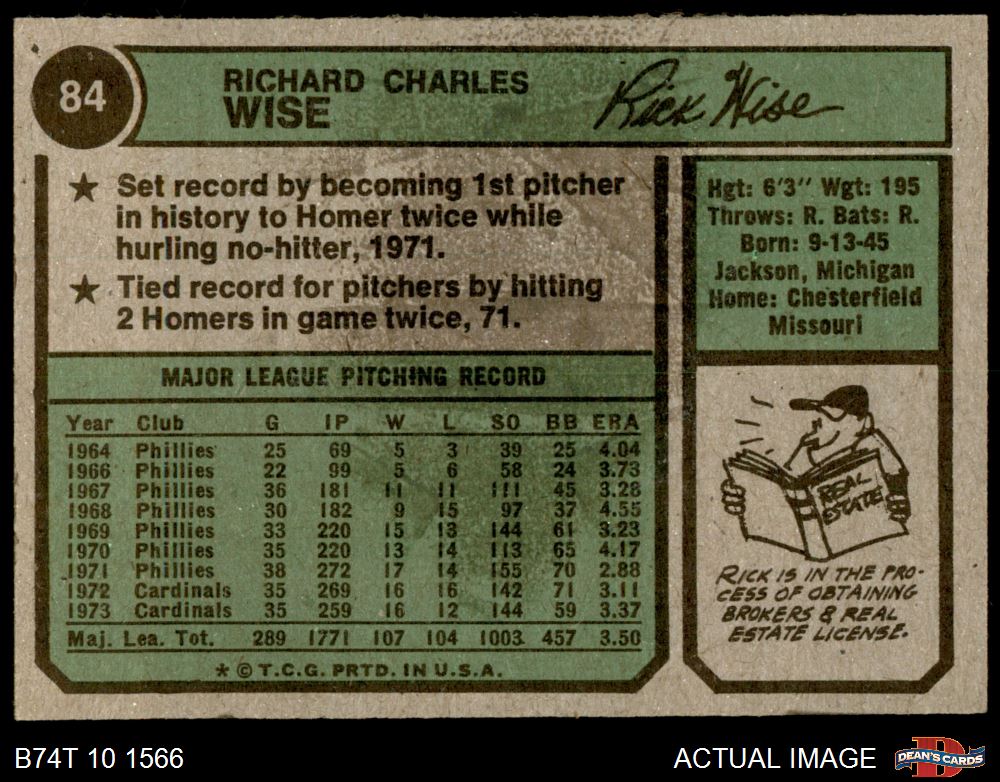 84
RICHARD CHARLES
WISE
Rick Wise
★ Set record by becoming 1st pitcher
in history to Homer twice while
hurling no-hitter, 1971.
★ Tied record for pitchers by hitting
2 Homers in game twice, 71.
Hgt: 6'3" Wgt: 195
Throws: R. Bats: R.
Born: 9-13-45
Jackson, Michigan
Home: Chesterfield
Missouri
MAJOR LEAGUE PITCHING RECORD
Year Club G IP W L SO BB ERA
1964 Phillies 25 69 5 3 39 25 4.04
1966 Phillies 22 99 5 6 58 24 3.73
1967 Phillies 36 181 11 11 111 45 3.28
1968 Phillies 30 182 9 15 97 37 4.55
1969 Phillies 33 220 15 13 144 61 3.23
1970 Phillies 35 220 13 14 113 65 4.17
1971 Phillies 38 272 17 14 155 70 2.88
1972 Cardinals 35 269 16 16 142 71 3.11
1973 Cardinals 35 259 16 12 144 59 3.37
Maj. Lea. Tot. 289 1771 107 104 1003 457 3.50
* © T.C.G. PRTD. IN U.S.A.
REAL
ESTATE
RICK IS IN THE PRO-
CESS OF OBTAINING
BROKERS & REAL
ESTATE LICENSE.
B74T 10 1566
ACTUAL IMAGE
D
DEAN'S CARDS